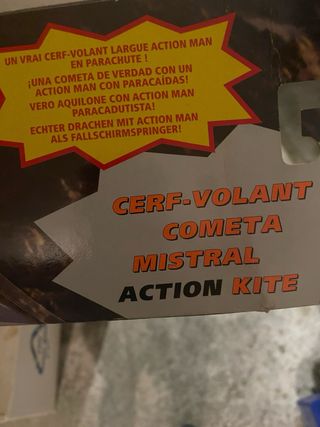 UN VRAI CERF-VOLANT LARGUE ACTION MAN
EN PARACHUTE !
¡UNA COMETA DE VERDAD CON UN
ACTION MAN CON PARACAÍDAS!
VERO AQUILONE CON ACTION MAN
PARACADUTISTA!
ECHTER DRACHEN MIT ACTION MAN
ALS FALLSCHIRMSPRINGER!
CERF-VOLANT
COMETA
MISTRAL
ACTION KITE